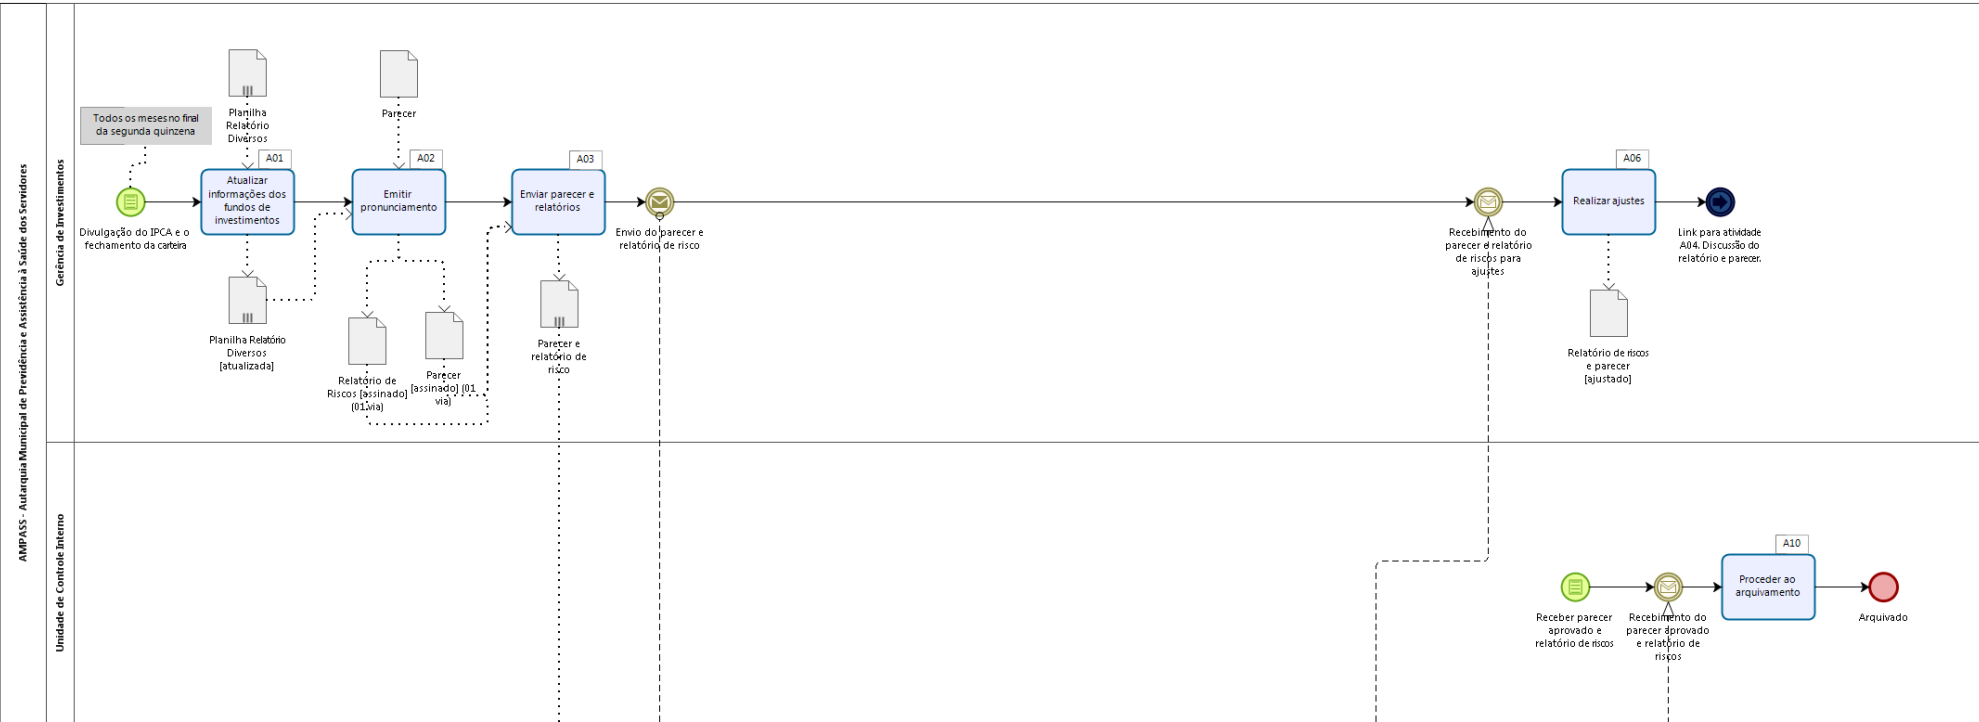 AMPASS - Autarquia Municipal de Previdência e Assistência à Saúde dos Servidores
Gerência de Investimentos
Todos os meses no final
da segunda quinzena
Divulgação do IPCA e o
fechamento da carteira
Planilha
Relatório
Diversos
A01
Atualizar
informações dos
fundos de
investimentos
Planilha Relatório
Diversos
[atualizada]
Parecer
A02
Emitir
pronunciamento
Relatório de
Riscos [assinado]
(01 via)
Parecer
[assinado] (01
via)
A03
Enviar parecer e
relatórios
Parecer e
relatório de
risco
Envio do parecer e
relatório de risco
Recebimento do
parecer e relatório
de riscos para
ajustes
A06
Realizar ajustes
Relatório de riscos
e parecer
[ajustado]
Link para atividade
A04. Discussão do
relatório e parecer.
Unidade de Controle Interno
Receber parecer
aprovado e
relatório de riscos
Recebimento do
parecer aprovado
e relatório de
riscos
A10
Proceder ao
arquivamento
Arquivado